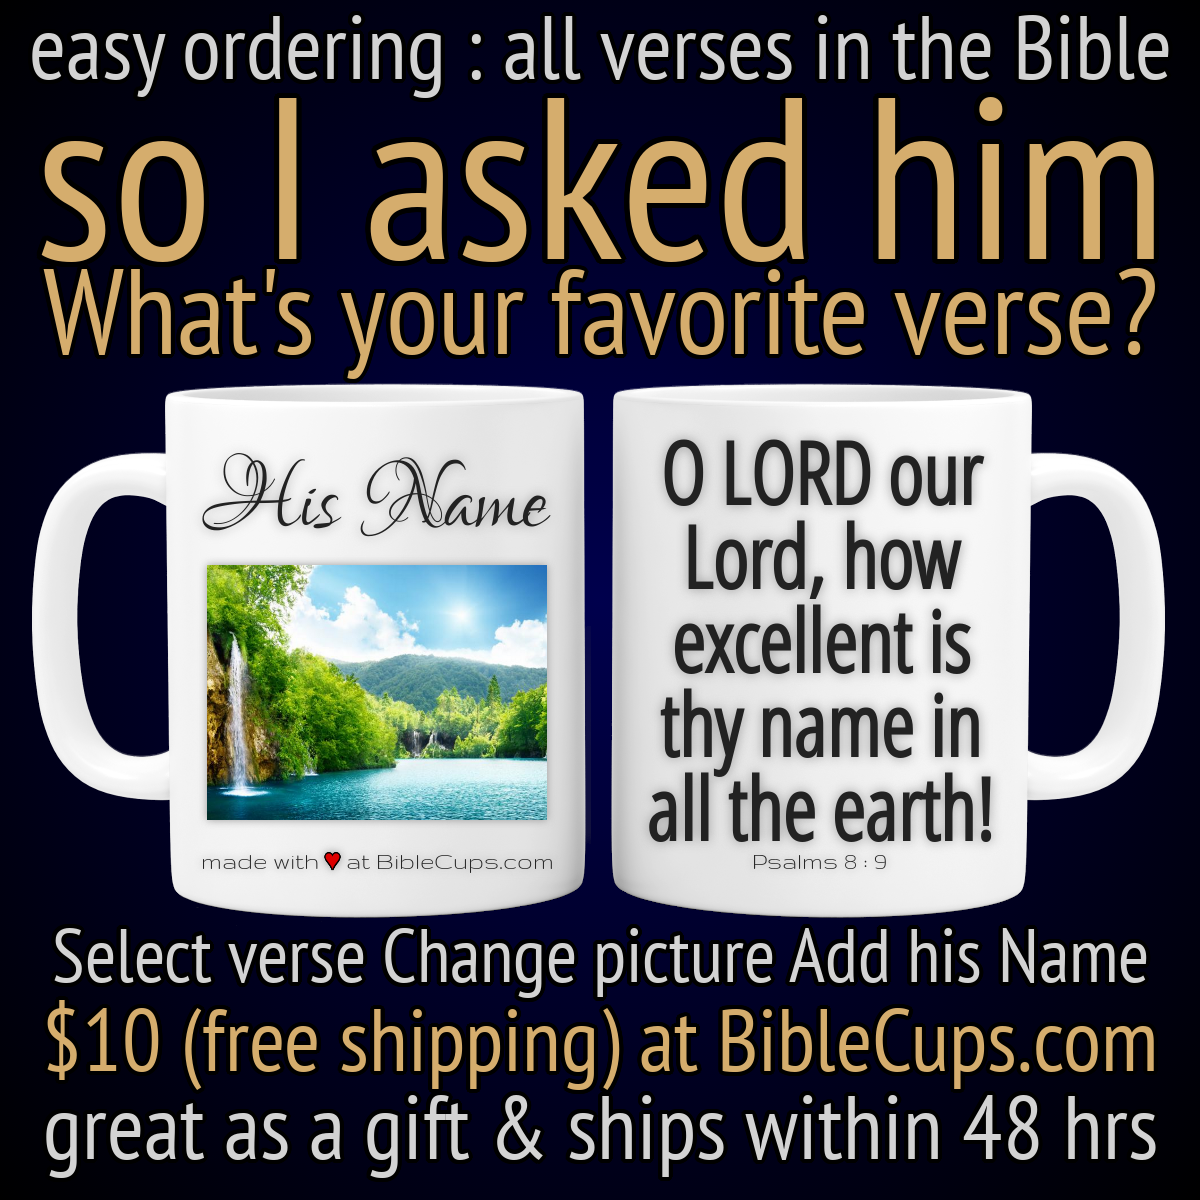 easy ordering : all verses in the Bible
so I asked him
What's your favorite verse?
His Name
made with ♥ at BibleCups.com
O LORD our
Lord, how
excellent is
thy name in
all the earth!
Psalms 8 : 9
Select verse Change picture Add his Name
$10 (free shipping) at BibleCups.com
great as a gift & ships within 48 hrs